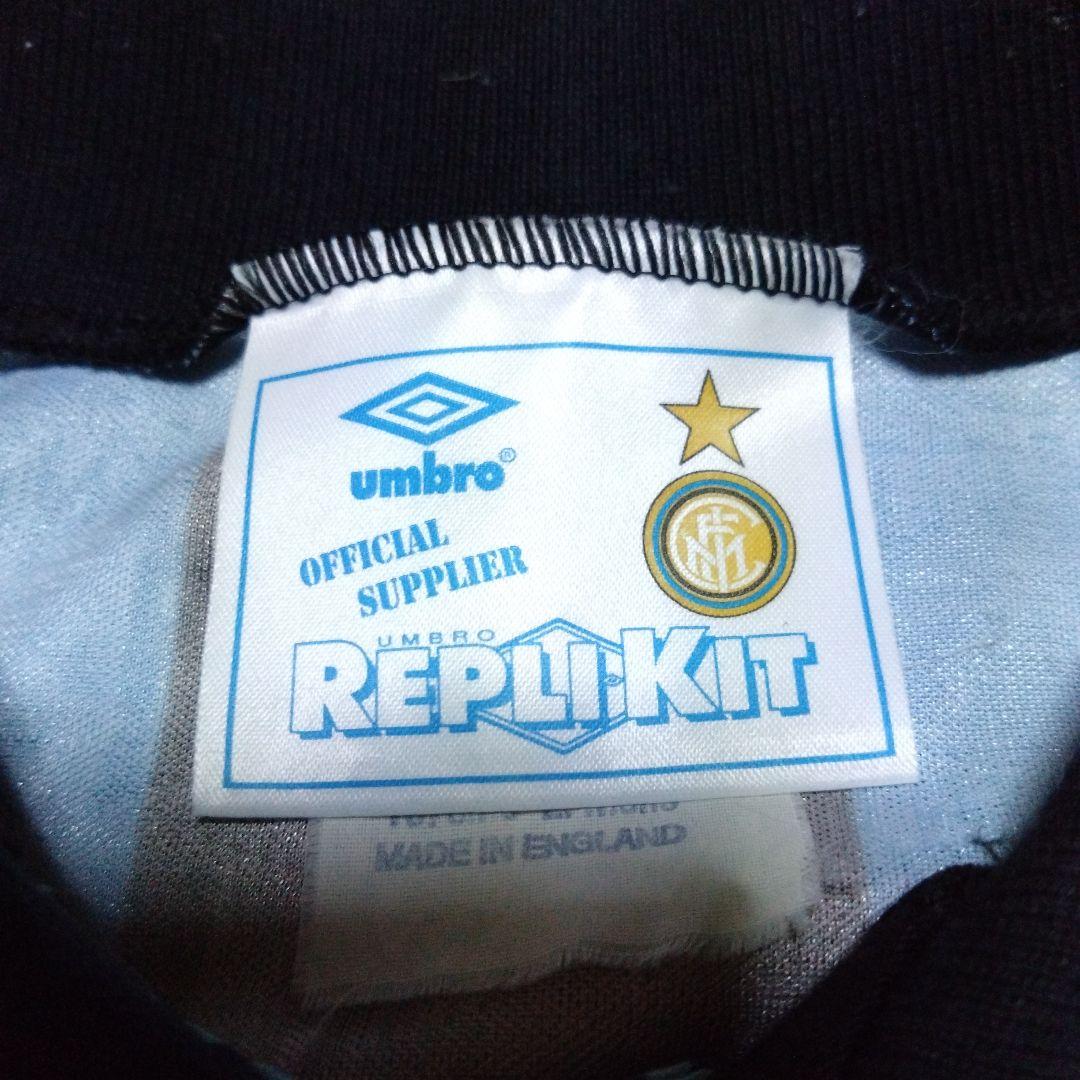 umbro®
OFFICIAL
SUPPLIER
UMBRO
REPLI-KIT
MADE IN ENGLAND